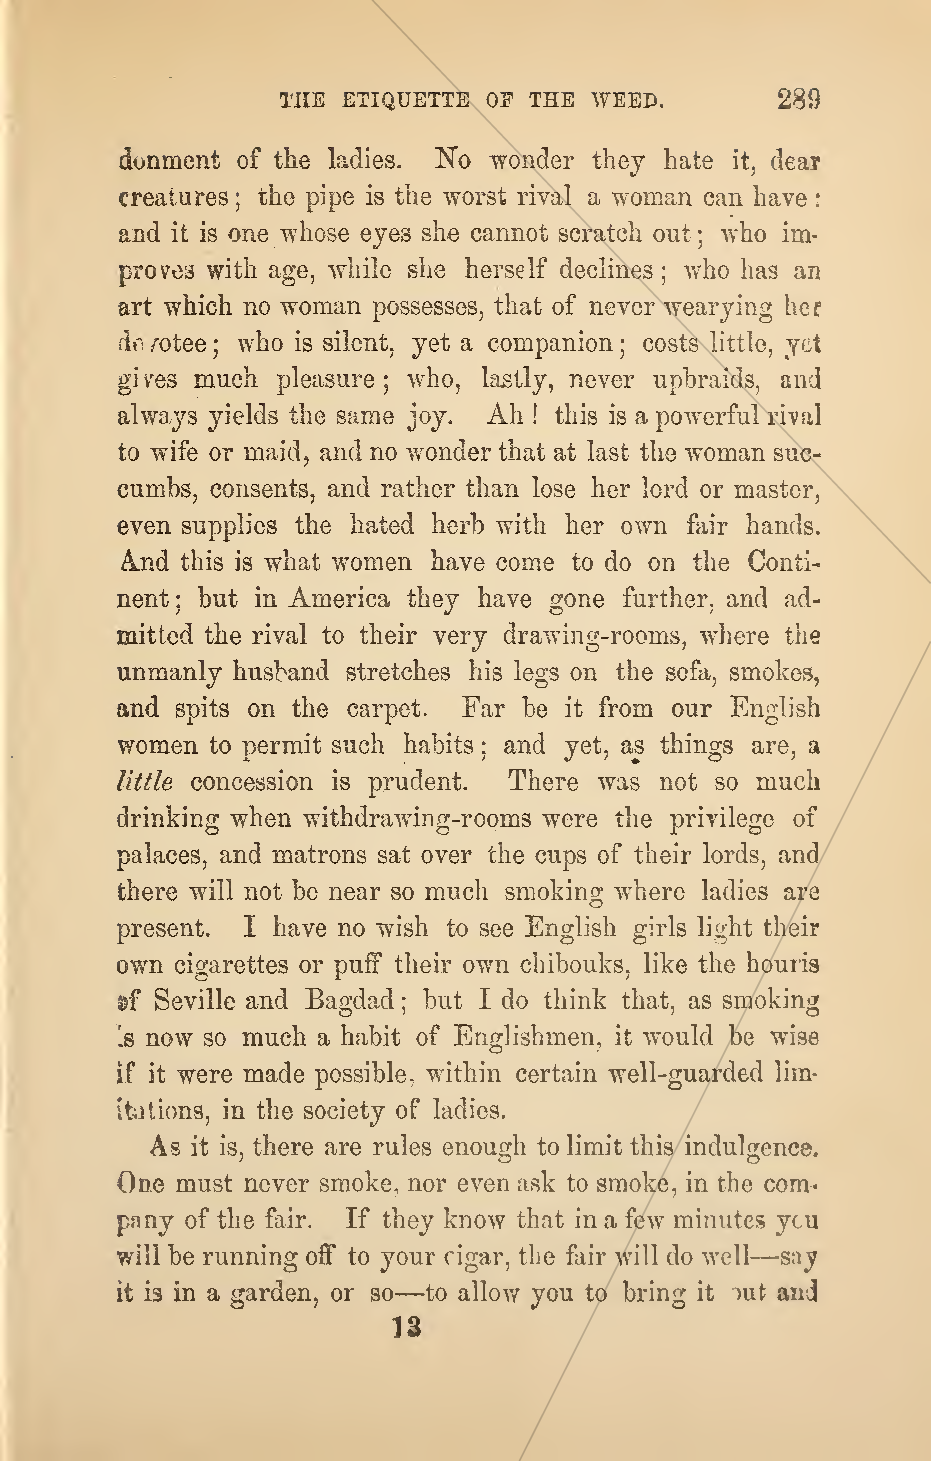 THE ETIQUETTE OF THE WEED. 289
donment of the ladies. No wonder they hate it, dear
creatures; the pipe is the worst rival a woman can have:
and it is one whose eyes she cannot scratch out; who im-
proves with age, while she herself declines; who has an
art which no woman possesses, that of never wearying her
devotee; who is silent, yet a companion; costs little, yet
gives much pleasure; who, lastly, never upbraids, and
always yields the same joy. Ah! this is a powerful rival
to wife or maid, and no wonder that at last the woman suc-
cumbs, consents, and rather than lose her lord or master,
even supplies the hated herb with her own fair hands.
And this is what women have come to do on the Conti-
nent; but in America they have gone further, and ad-
mitted the rival to their very drawing-rooms, where the
unmanly husband stretches his legs on the sofa, smokes,
and spits on the carpet. Far be it from our English
women to permit such habits; and yet, as things are, a
little concession is prudent. There was not so much
drinking when withdrawing-rooms were the privilege of
palaces, and matrons sat over the cups of their lords, and
there will not be near so much smoking where ladies are
present. I have no wish to see English girls light their
own cigarettes or puff their own chibouks, like the houris
of Seville and Bagdad; but I do think that, as smoking
is now so much a habit of Englishmen, it would be wise
if it were made possible, within certain well-guarded lim-
itations, in the society of ladies.
As it is, there are rules enough to limit this indulgence.
One must never smoke, nor even ask to smoke, in the com-
pany of the fair. If they know that in a few minutes you
will be running off to your cigar, the fair will do well—say
it is in a garden, or so—to allow you to bring it out and
13